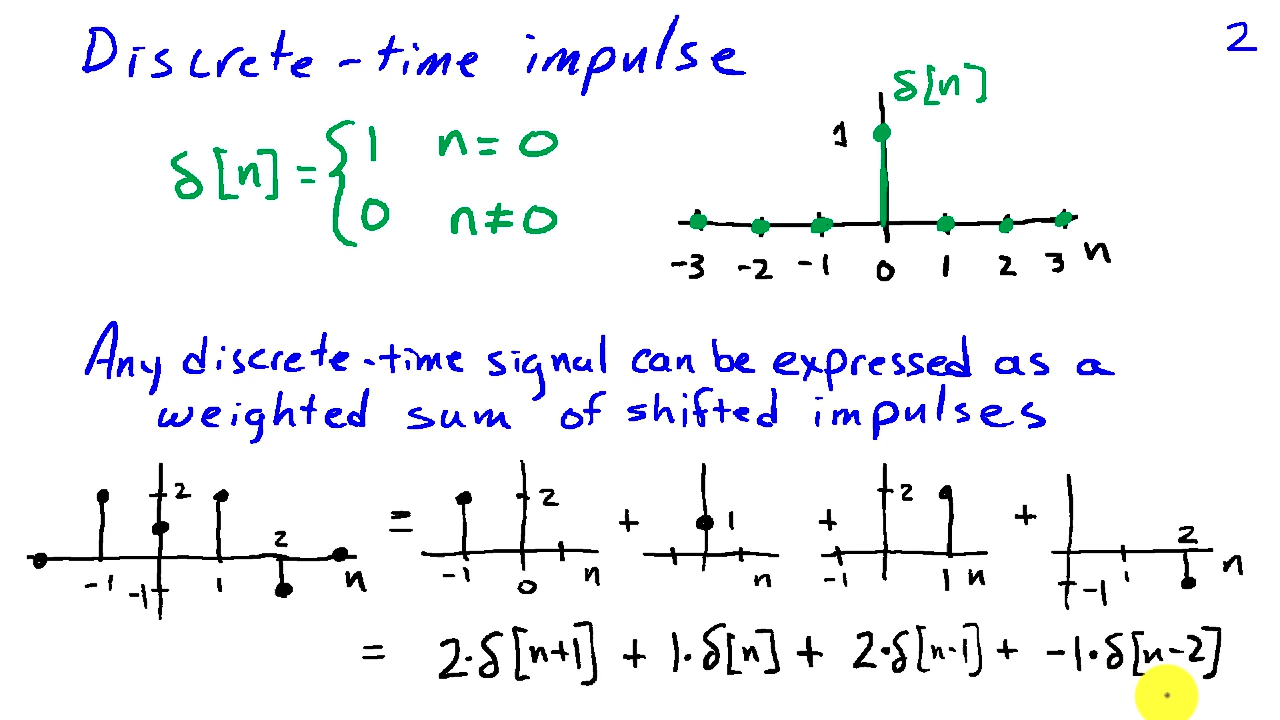 Discrete-time impulse
2
δ[n]
1
δ[n] = { 1 n = 0
0 n ≠ 0
-3 -2 -1 0 1 2 3 n
Any discrete-time signal can be expressed as a
weighted sum of shifted impulses
2 2 = 2 + 1 + 2 + 2
-1 -1 1 n -1 0 n n -1 1 n -1 1 n
= 2·δ[n+1] + 1·δ[n] + 2·δ[n-1] + -1·δ[n-2]